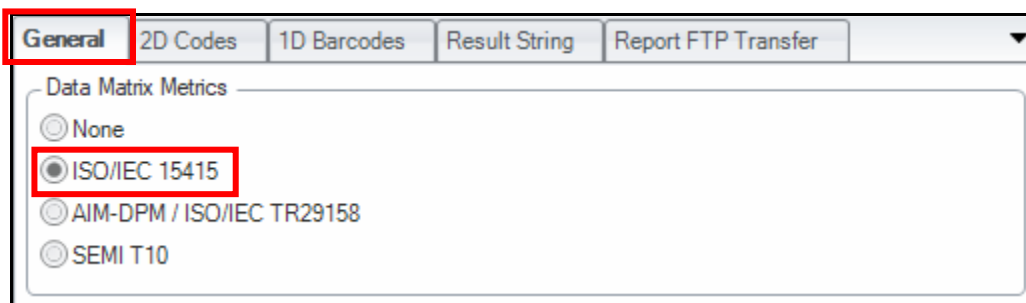 General 2D Codes 1D Barcodes Result String Report FTP Transfer
Data Matrix Metrics
None
ISO/IEC 15415
AIM-DPM / ISO/IEC TR29158
SEMI T10